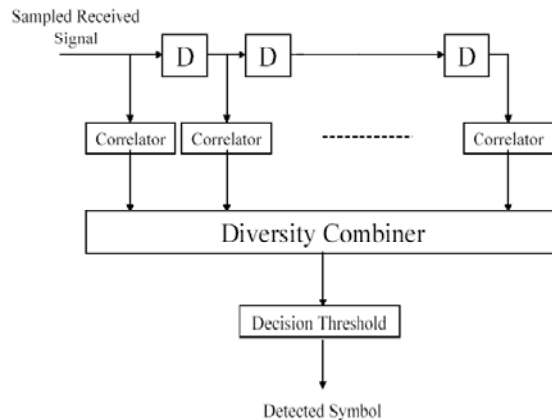 Sampled Received
Signal
D
D
D
Correlator
Correlator
Correlator
Diversity Combiner
Decision Threshold
Detected Symbol